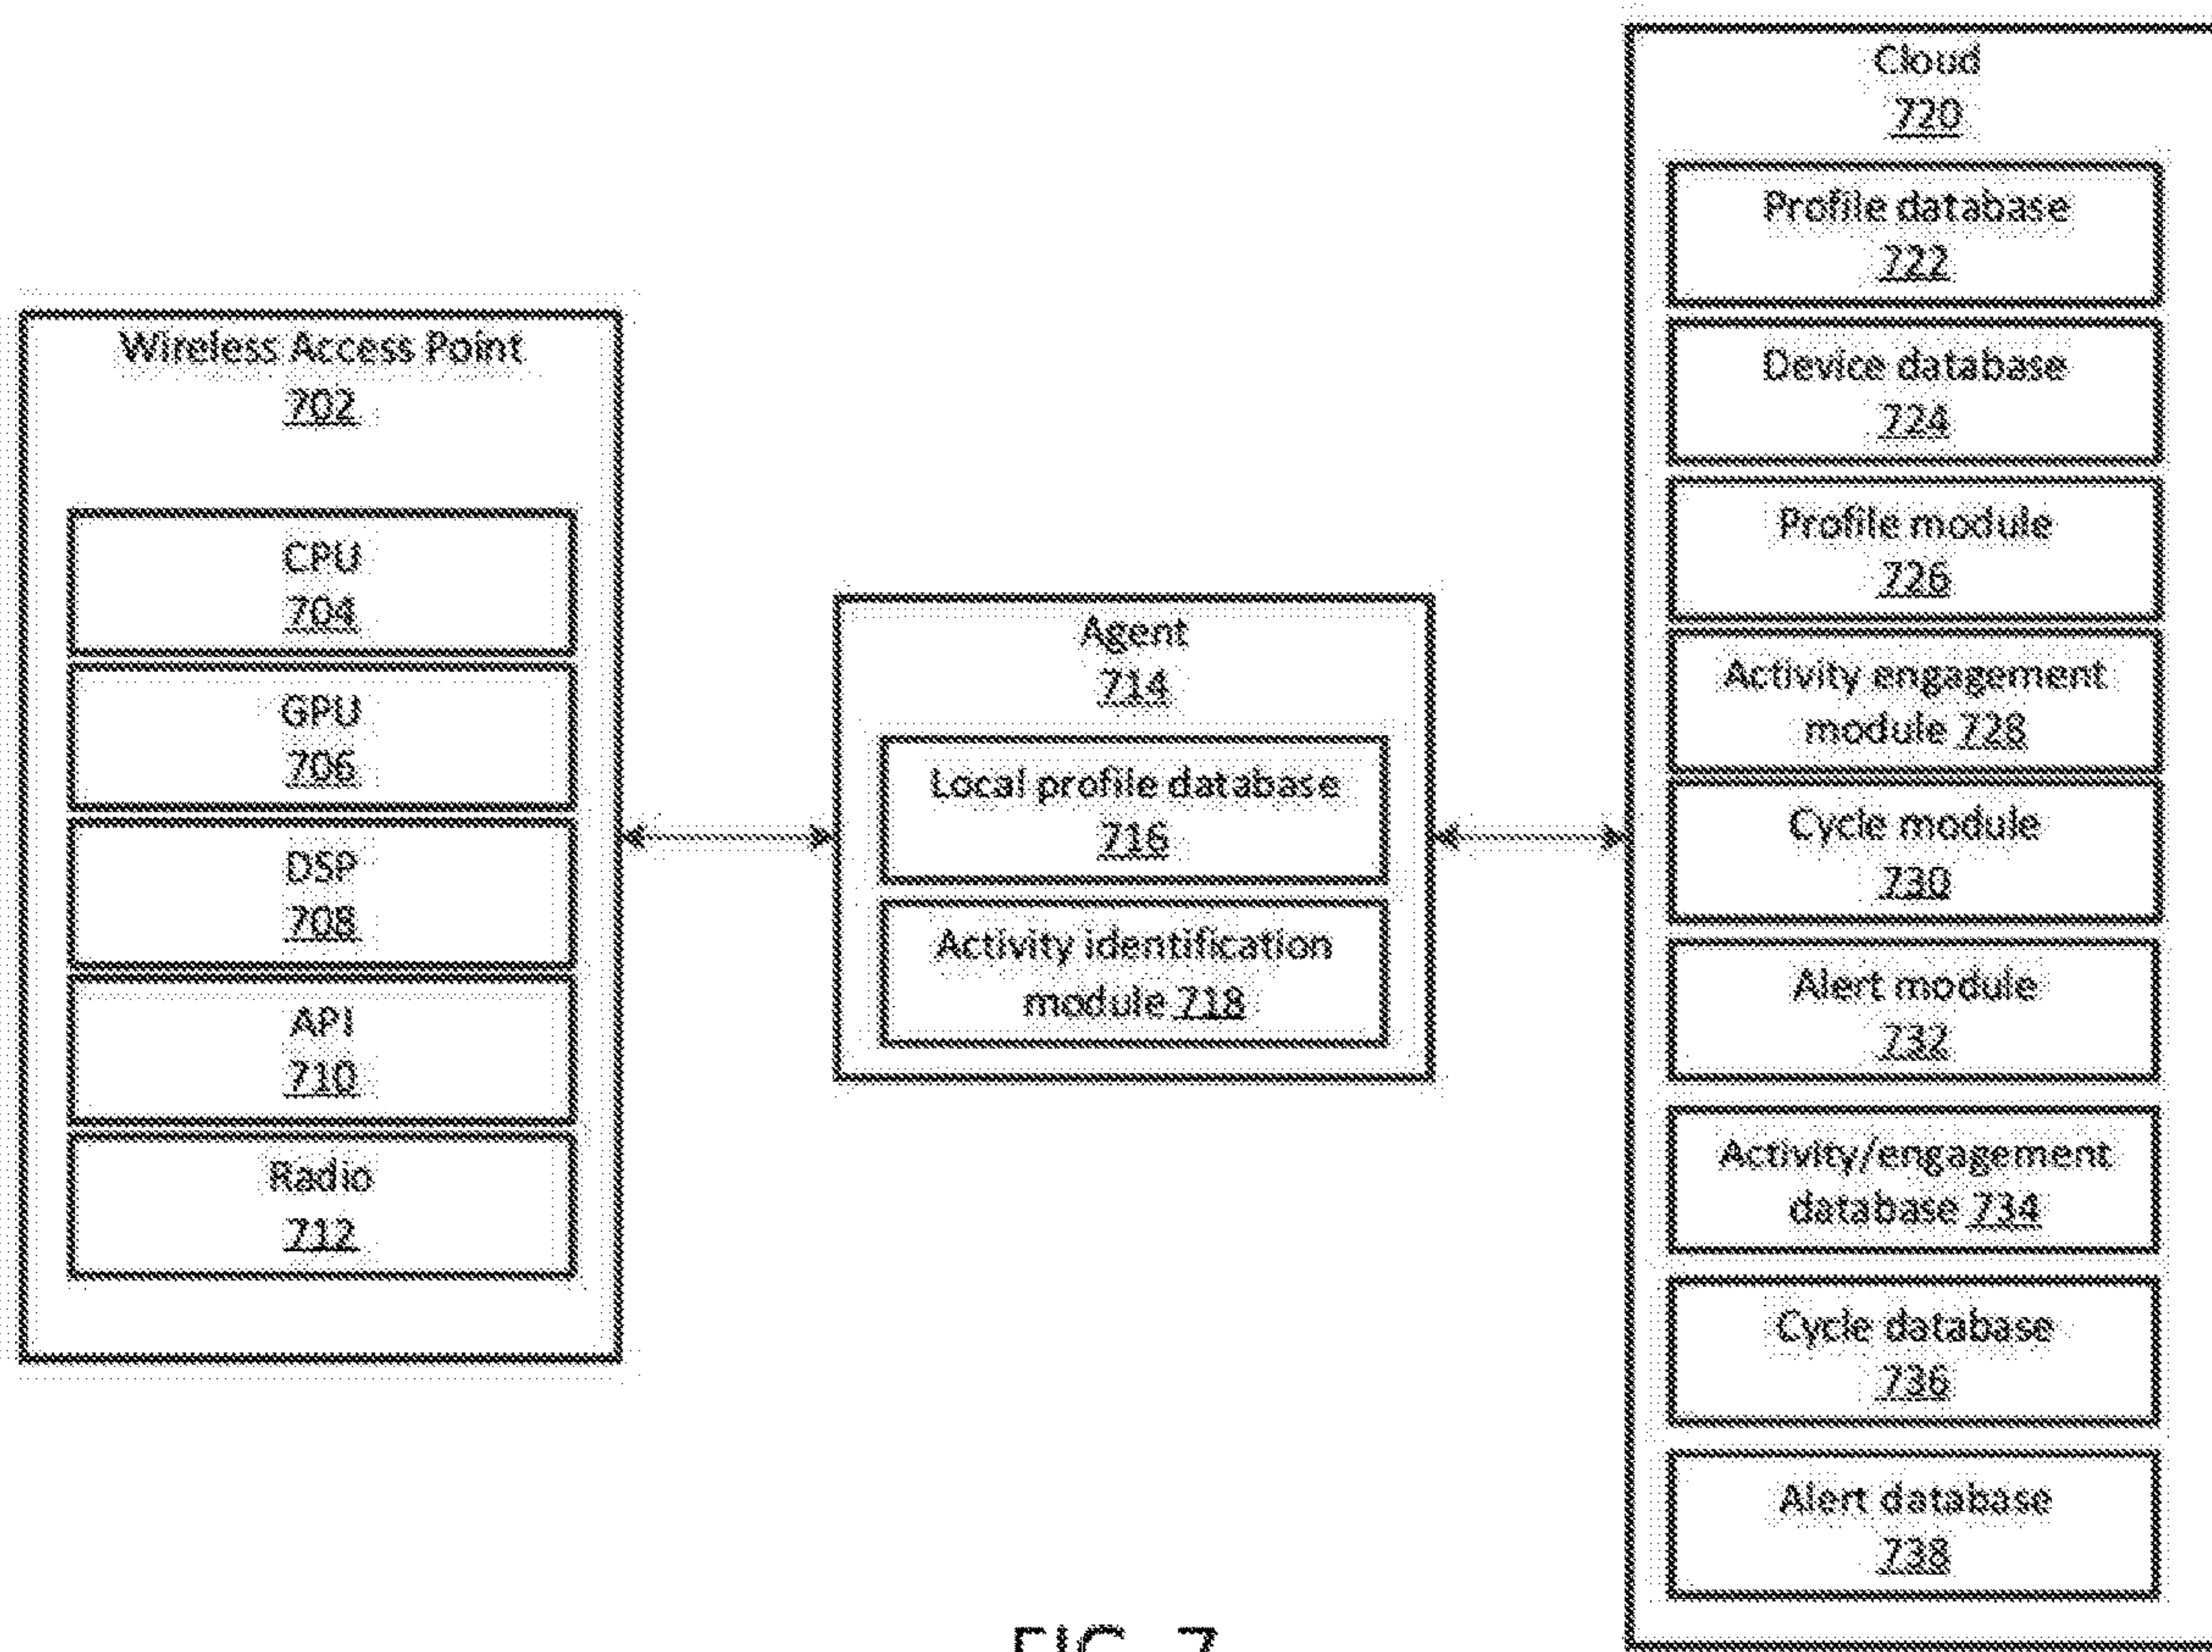 Wireless Access Point
702
CPU
704
GPU
706
DSP
708
API
710
Radio
712
Agent
714
Local profile database
716
Activity identification
module 718
Cloud
720
Profile database
722
Device database
724
Profile module
726
Activity engagement
module 728
Cycle module
730
Alert module
732
Activity/engagement
database 734
Cycle database
736
Alert database
738
FIG. 7